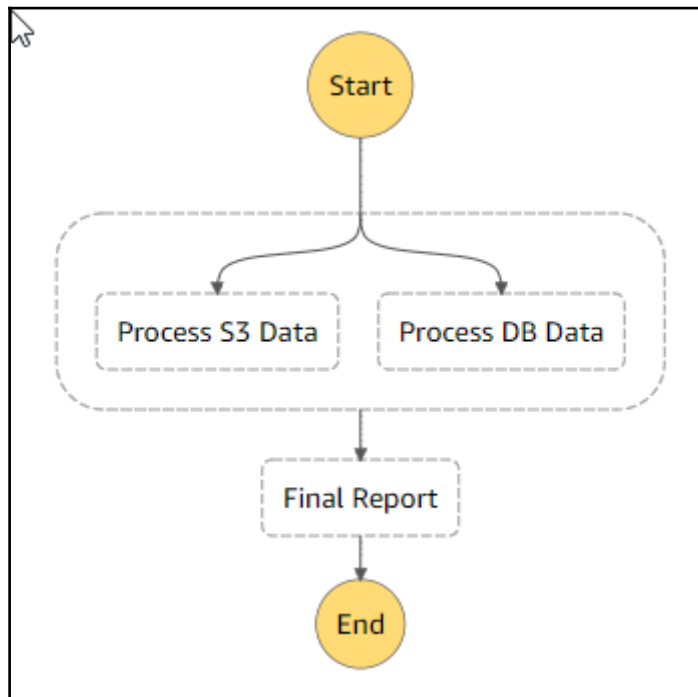 Start
Process S3 Data
Process DB Data
Final Report
End